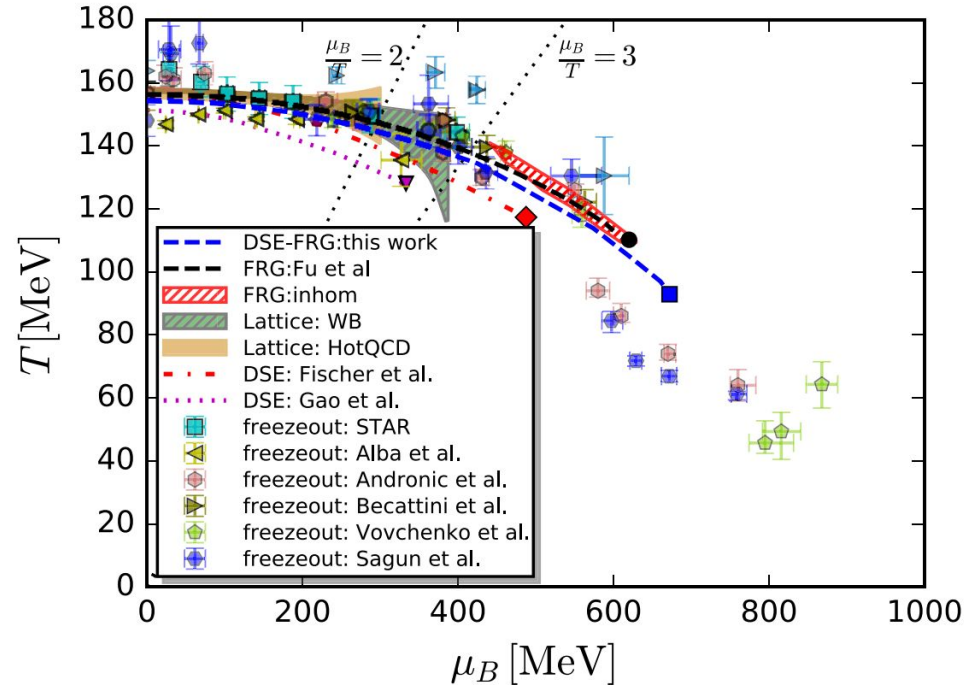 180
160
140
120
100
80
60
40
20
0
T [MeV]
μ_B/T = 2
μ_B/T = 3
DSE-FRG:this work
FRG:Fu et al
FRG:inhom
Lattice: WB
Lattice: HotQCD
DSE: Fischer et al.
DSE: Gao et al.
freezeout: STAR
freezeout: Alba et al.
freezeout: Andronic et al.
freezeout: Becattini et al.
freezeout: Vovchenko et al.
freezeout: Sagun et al.
0 200 400 600 800 1000
μ_B [MeV]